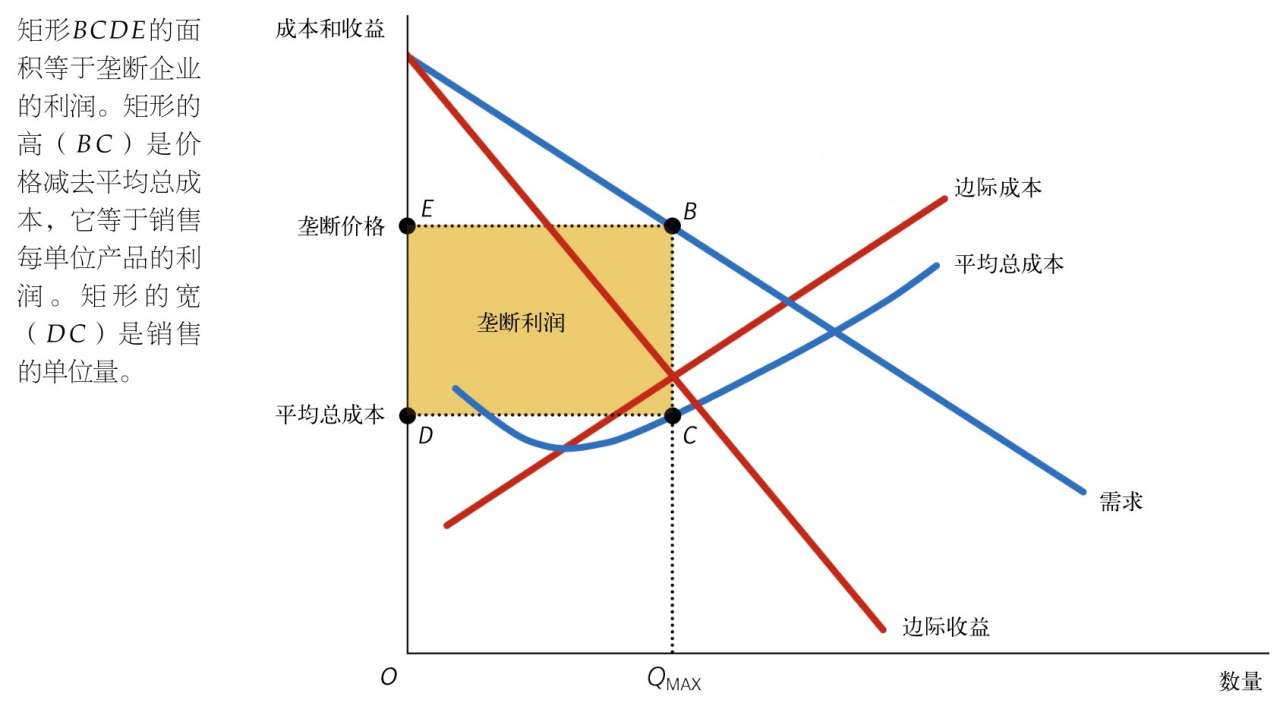 矩形BCDE的面
积等于垄断企业
的利润。矩形的
高（BC）是价
格减去平均总成
本，它等于销售
每单位产品的利
润。矩形的宽
（DC）是销售
的单位量。
成本和收益
边际成本
E
B
垄断价格
平均总成本
垄断利润
平均总成本
D
C
需求
边际收益
O
QMAX
数量